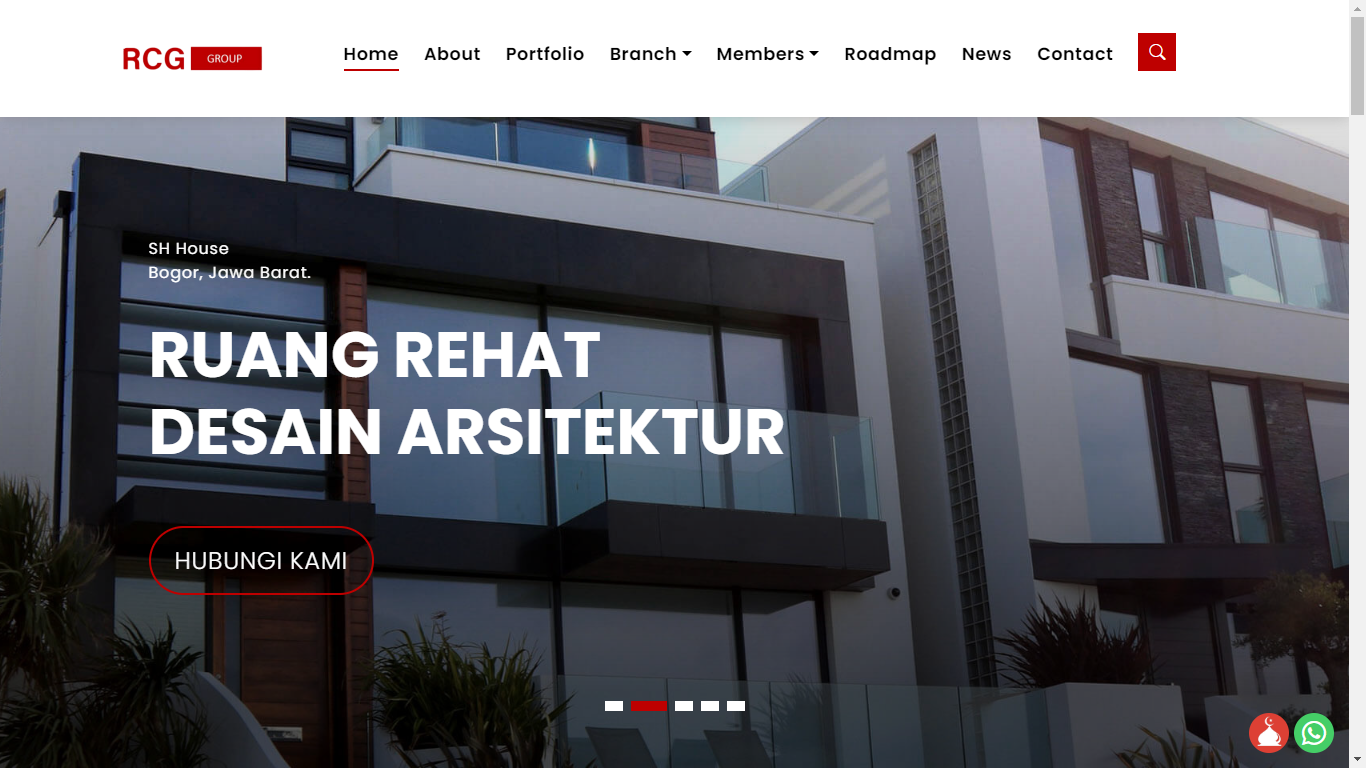 RCG GROUP
Home About Portfolio Branch Members Roadmap News Contact
SH House
Bogor, Jawa Barat.
RUANG REHAT
DESAIN ARSITEKTUR
HUBUNGI KAMI